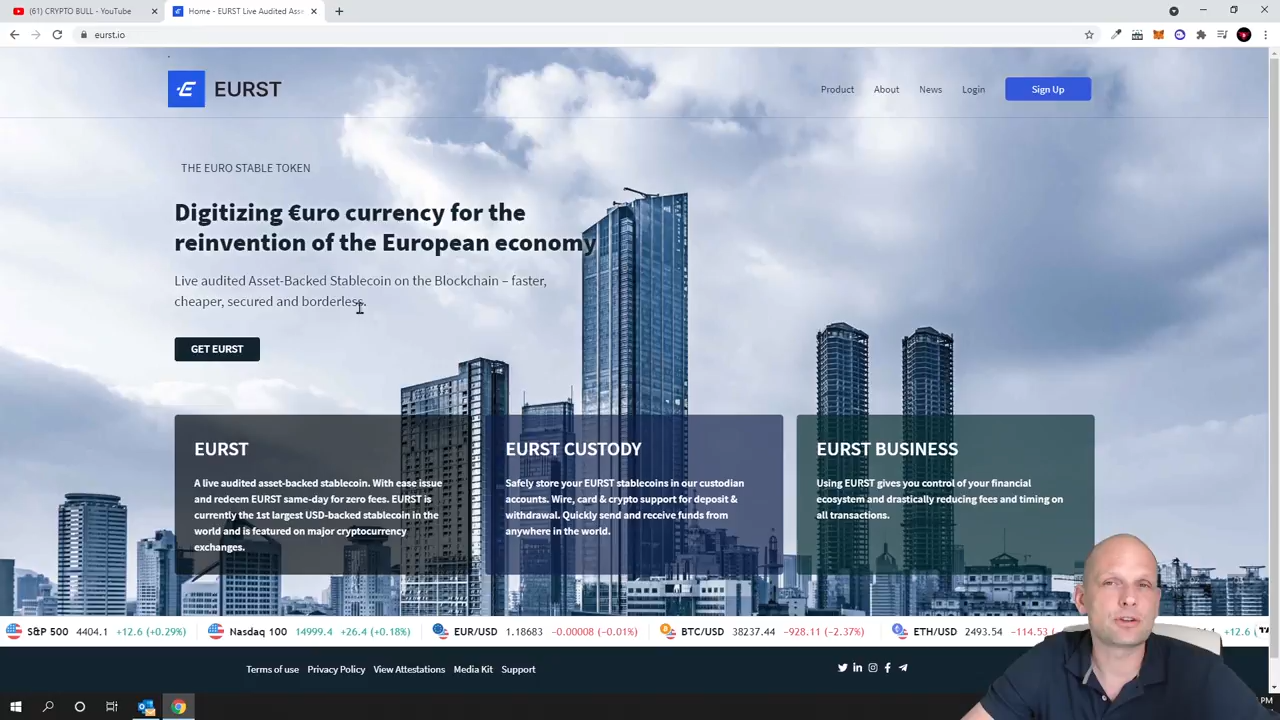 (61) CRYPTO BULL - YouTube
Home - EURST Live Audited Asse
eurst.io
EURST
Product
About
News
Login
Sign Up
THE EURO STABLE TOKEN
Digitizing €uro currency for the
reinvention of the European economy
Live audited Asset-Backed Stablecoin on the Blockchain – faster,
cheaper, secured and borderless.
GET EURST
EURST
A live audited asset-backed stablecoin. With ease issue
and redeem EURST same-day for zero fees. EURST is
currently the 1st largest USD-backed stablecoin in the
world and is featured on major cryptocurrency
exchanges.
EURST CUSTODY
Safely store your EURST stablecoins in our custodian
accounts. Wire, card & crypto support for deposit &
withdrawal. Quickly send and receive funds from
anywhere in the world.
EURST BUSINESS
Using EURST gives you control of your financial
ecosystem and drastically reducing fees and timing on
all transactions.
S&P 500 4404.1 +12.6 (+0.29%)
Nasdaq 100 14999.4 +26.4 (+0.18%)
EUR/USD 1.18683 -0.00008 (-0.01%)
BTC/USD 38237.44 -928.11 (-2.37%)
ETH/USD 2493.54 -114.53
+12.6
Terms of use
Privacy Policy
View Attestations
Media Kit
Support